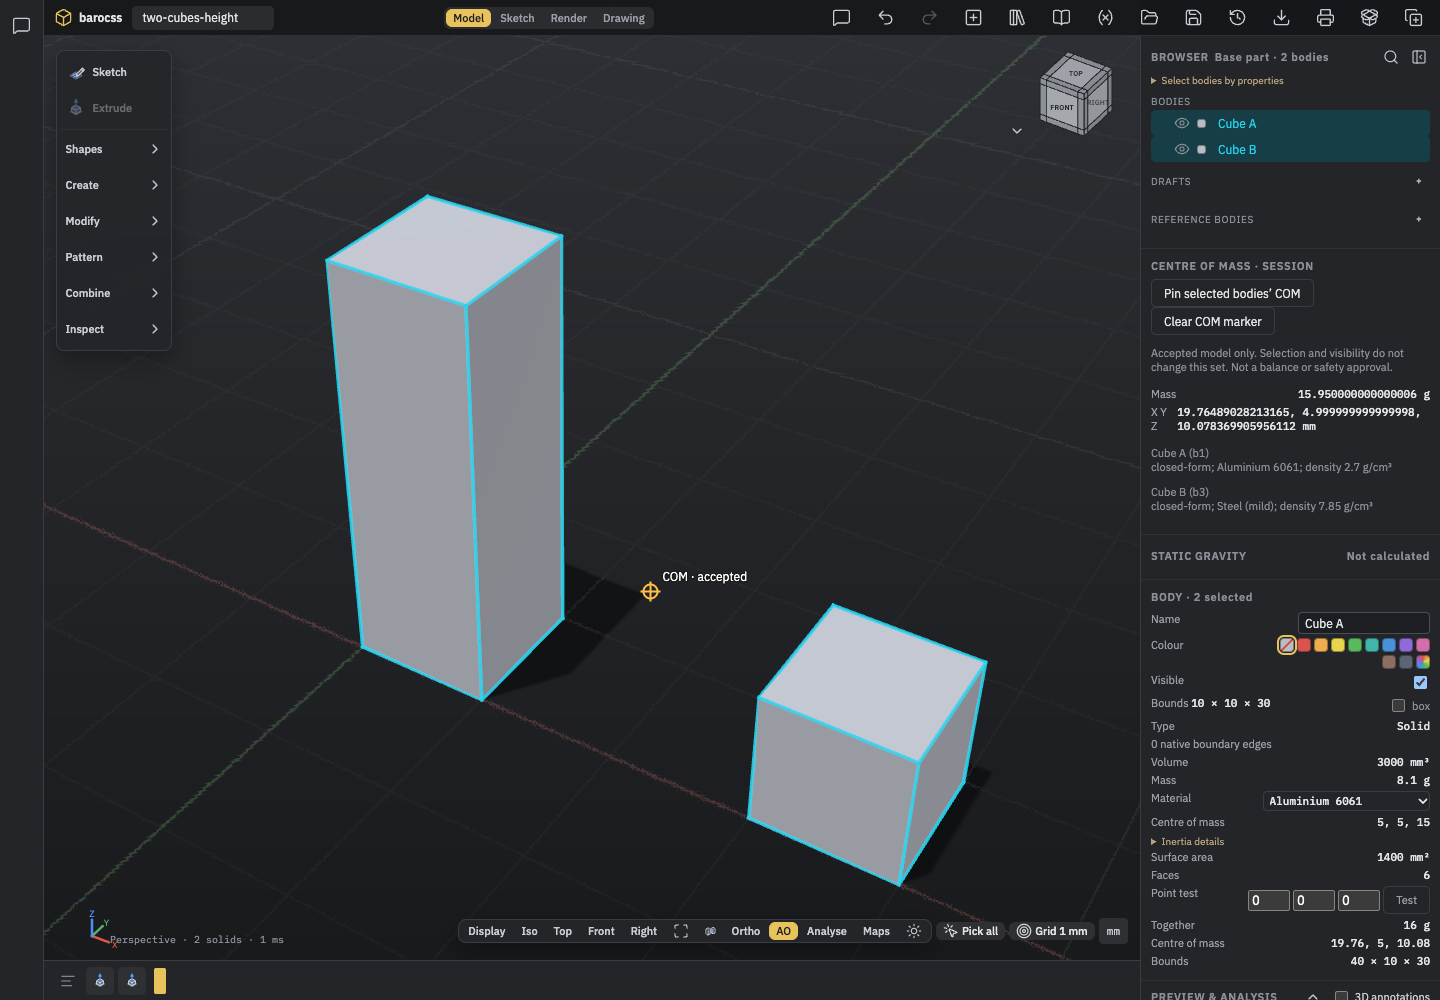 barocss
two-cubes-height
Model
Sketch
Render
Drawing
Sketch
Extrude
Shapes
Create
Modify
Pattern
Combine
Inspect
TOP
FRONT
RIGHT
COM · accepted
Z
Y
X
Perspective · 2 solids · 1 ms
Display
Iso
Top
Front
Right
Ortho
AO
Analyse
Maps
Pick all
Grid 1 mm
mm
BROWSER Base part · 2 bodies
Select bodies by properties
BODIES
Cube A
Cube B
DRAFTS +
REFERENCE BODIES +
CENTRE OF MASS · SESSION
Pin selected bodies’ COM
Clear COM marker
Accepted model only. Selection and visibility do not
change this set. Not a balance or safety approval.
Mass 15.950000000000006 g
X Y 19.76489028213165, 4.999999999999998,
Z 10.078369905956112 mm
Cube A (b1)
closed-form; Aluminium 6061; density 2.7 g/cm³
Cube B (b3)
closed-form; Steel (mild); density 7.85 g/cm³
STATIC GRAVITY Not calculated
BODY · 2 selected
Name Cube A
Colour
Visible
Bounds 10 × 10 × 30 box
Type Solid
0 native boundary edges
Volume 3000 mm³
Mass 8.1 g
Material Aluminium 6061
Centre of mass 5, 5, 15
Inertia details
Surface area 1400 mm²
Faces 6
Point test 0 0 0 Test
Together 16 g
Centre of mass 19.76, 5, 10.08
Bounds 40 × 10 × 30
PREVIEW & ANALYSIS 3D annotations